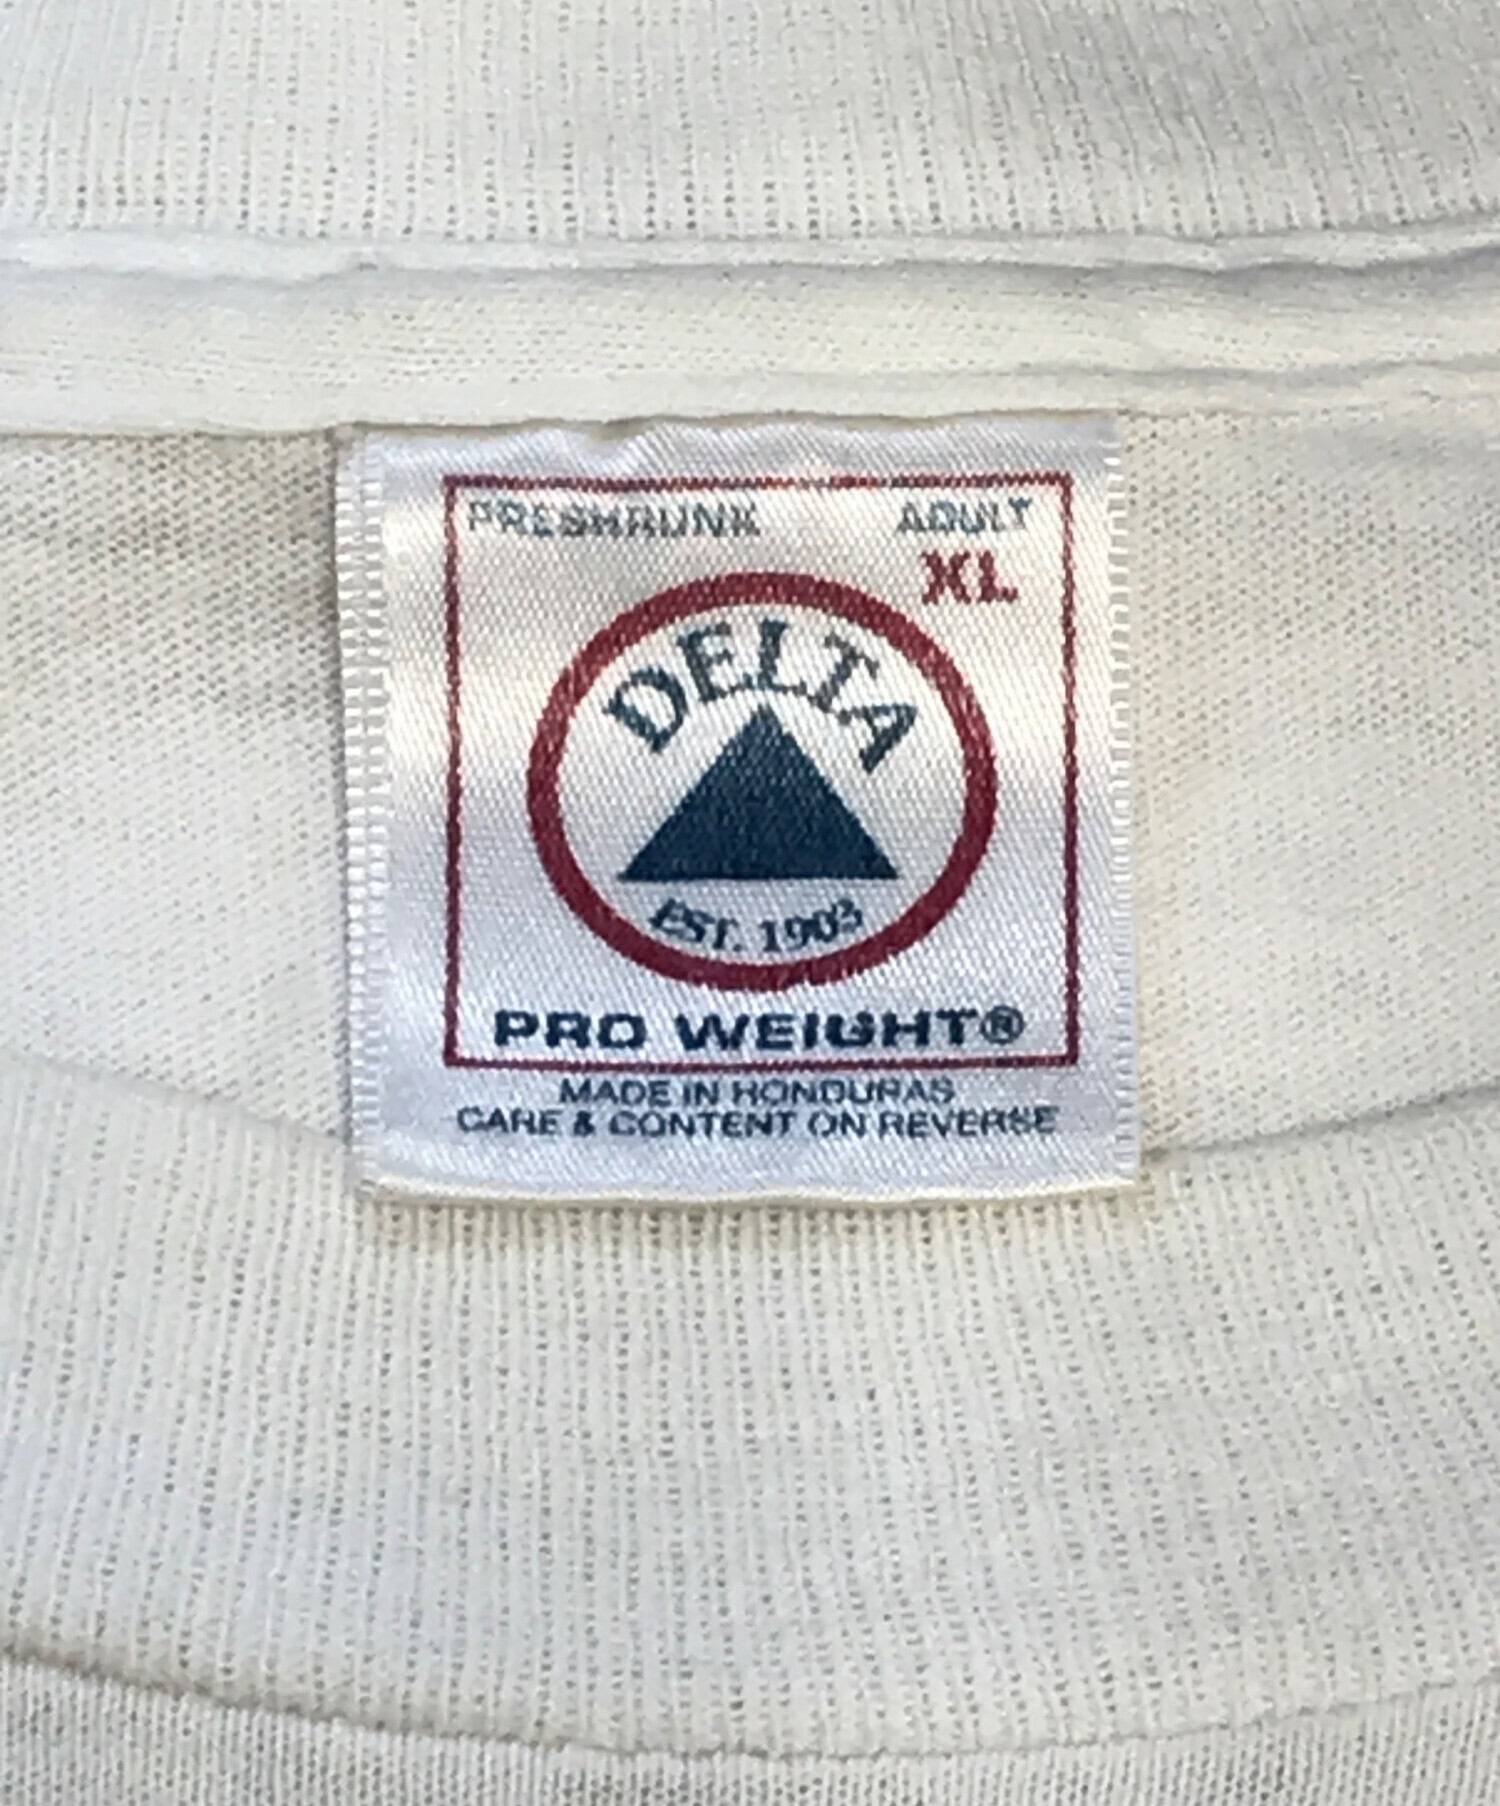 PRESHRUNK ADULT
XL
DELTA
EST. 1903
PRO WEIGHT®
MADE IN HONDURAS
CARE & CONTENT ON REVERSE